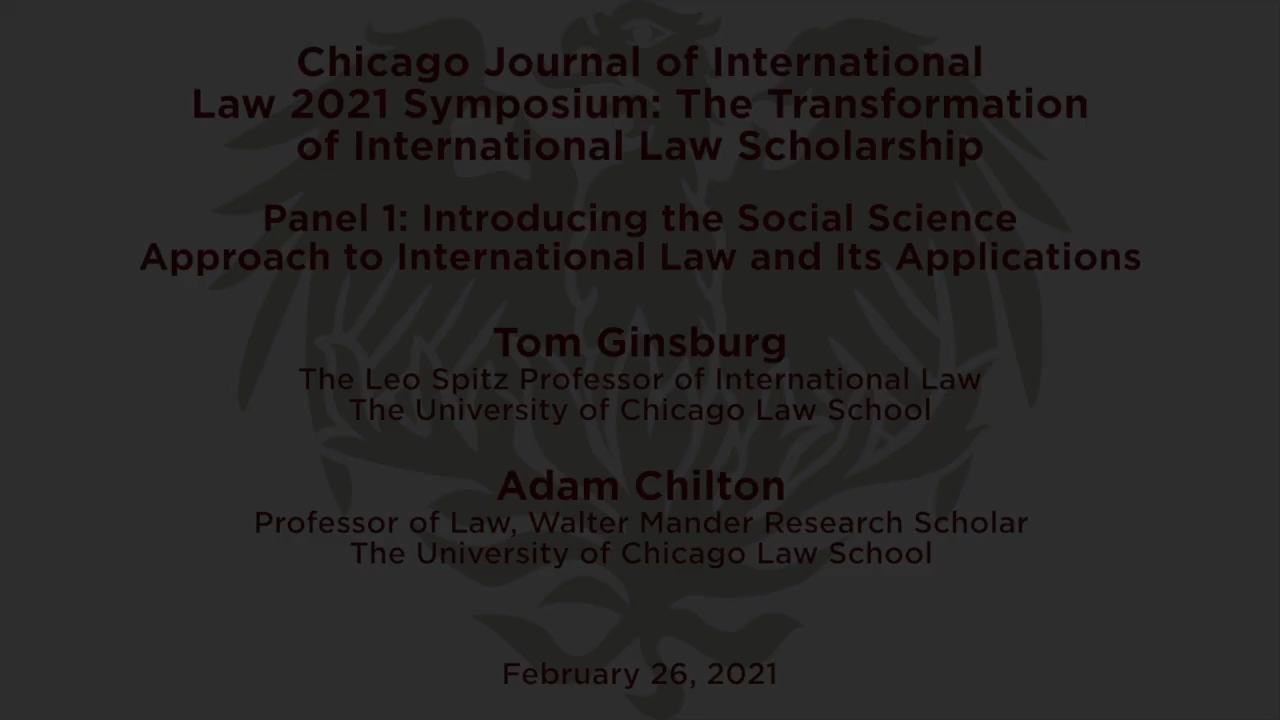 Chicago Journal of International
Law 2021 Symposium: The Transformation
of International Law Scholarship
Panel 1: Introducing the Social Science
Approach to International Law and Its Applications
Tom Ginsburg
The Leo Spitz Professor of International Law
The University of Chicago Law School
Adam Chilton
Professor of Law, Walter Mander Research Scholar
The University of Chicago Law School
February 26, 2021